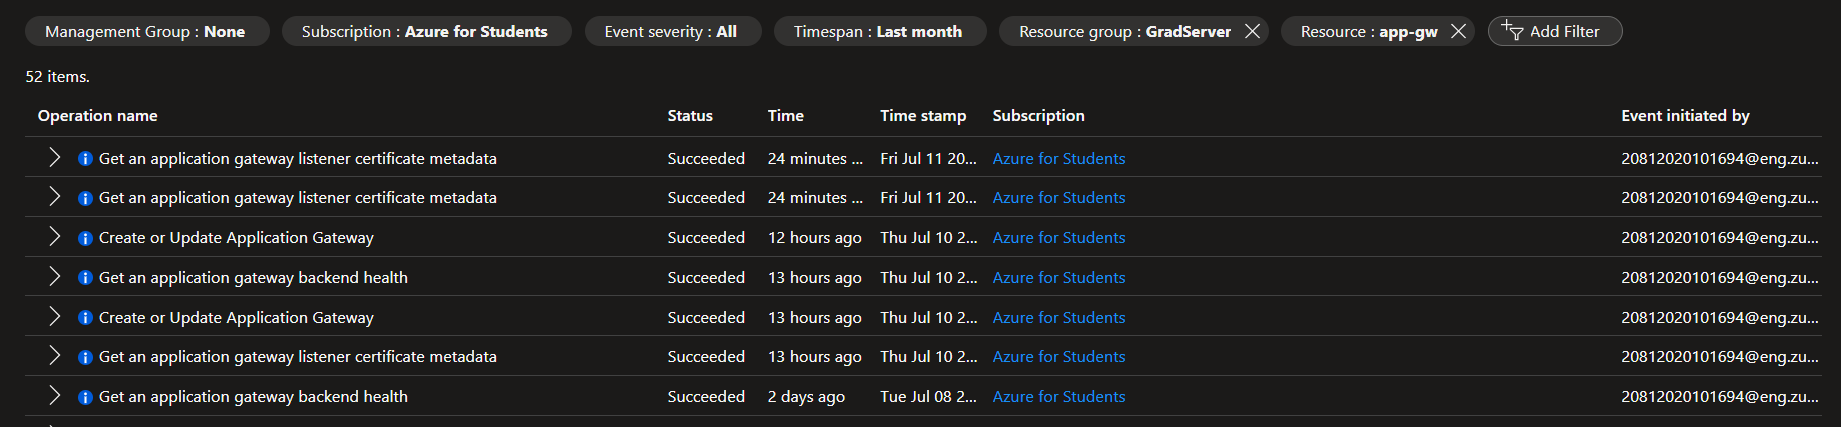 Management Group : None Subscription : Azure for Students Event severity : All Timespan : Last month Resource group : GradServer Resource : app-gw Add Filter
52 items.
Operation name Status Time Time stamp Subscription Event initiated by
Get an application gateway listener certificate metadata Succeeded 24 minutes ... Fri Jul 11 20... Azure for Students 20812020101694@eng.zu...
Get an application gateway listener certificate metadata Succeeded 24 minutes ... Fri Jul 11 20... Azure for Students 20812020101694@eng.zu...
Create or Update Application Gateway Succeeded 12 hours ago Thu Jul 10 2... Azure for Students 20812020101694@eng.zu...
Get an application gateway backend health Succeeded 13 hours ago Thu Jul 10 2... Azure for Students 20812020101694@eng.zu...
Create or Update Application Gateway Succeeded 13 hours ago Thu Jul 10 2... Azure for Students 20812020101694@eng.zu...
Get an application gateway listener certificate metadata Succeeded 13 hours ago Thu Jul 10 2... Azure for Students 20812020101694@eng.zu...
Get an application gateway backend health Succeeded 2 days ago Tue Jul 08 2... Azure for Students 20812020101694@eng.zu...